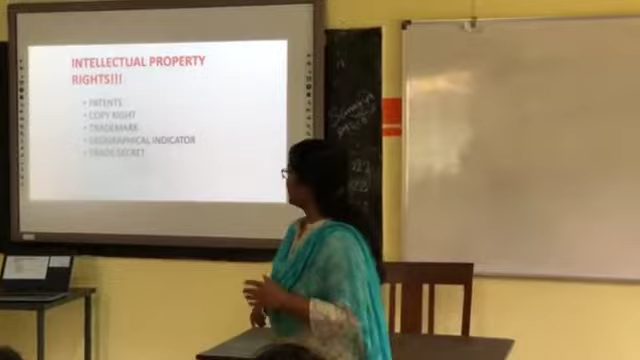 INTELLECTUAL PROPERTY
RIGHTS!!!
• PATENTS
• COPY RIGHT
• TRADEMARK
• GEOGRAPHICAL INDICATOR
• TRADE SECRET